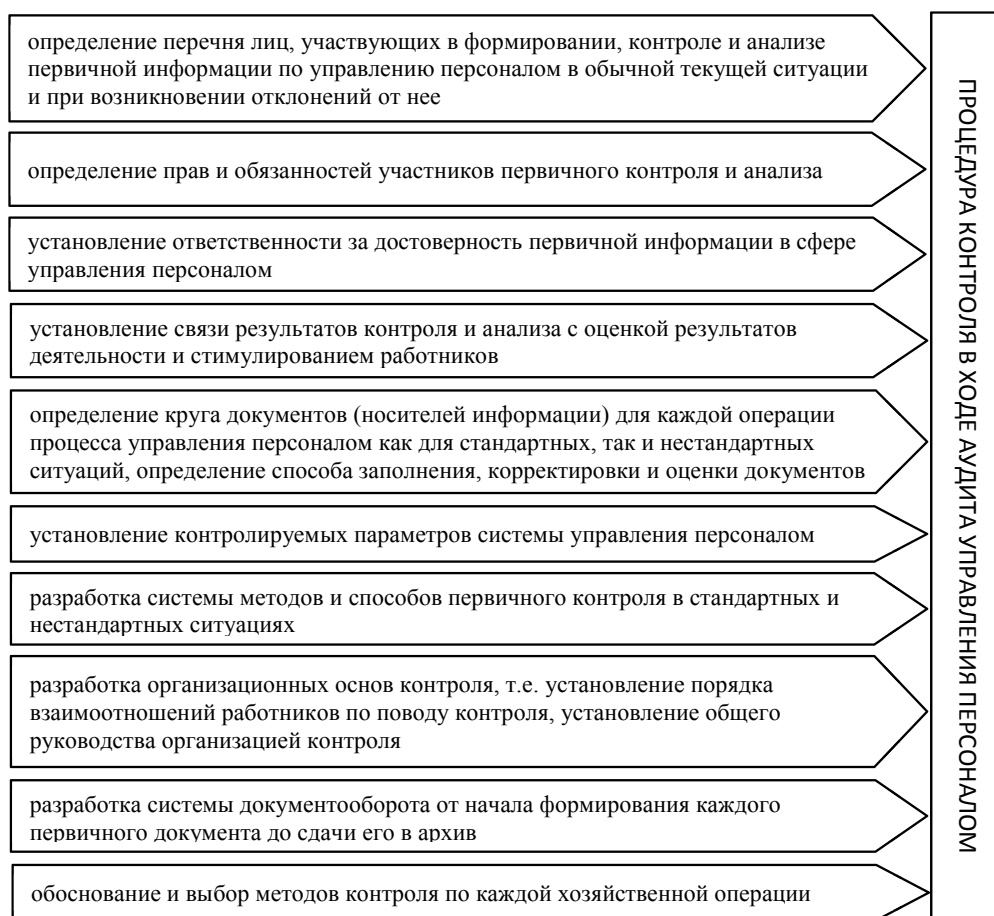 определение перечня лиц, участвующих в формировании, контроле и анализе
первичной информации по управлению персоналом в обычной текущей ситуации
и при возникновении отклонений от нее
определение прав и обязанностей участников первичного контроля и анализа
установление ответственности за достоверность первичной информации в сфере
управления персоналом
установление связи результатов контроля и анализа с оценкой результатов
деятельности и стимулированием работников
определение круга документов (носителей информации) для каждой операции
процесса управления персоналом как для стандартных, так и нестандартных
ситуаций, определение способа заполнения, корректировки и оценки документов
установление контролируемых параметров системы управления персоналом
разработка системы методов и способов первичного контроля в стандартных и
нестандартных ситуациях
разработка организационных основ контроля, т.е. установление порядка
взаимоотношений работников по поводу контроля, установление общего
руководства организацией контроля
разработка системы документооборота от начала формирования каждого
первичного документа до сдачи его в архив
обоснование и выбор методов контроля по каждой хозяйственной операции
ПРОЦЕДУРА КОНТРОЛЯ В ХОДЕ АУДИТА УПРАВЛЕНИЯ ПЕРСОНАЛОМ